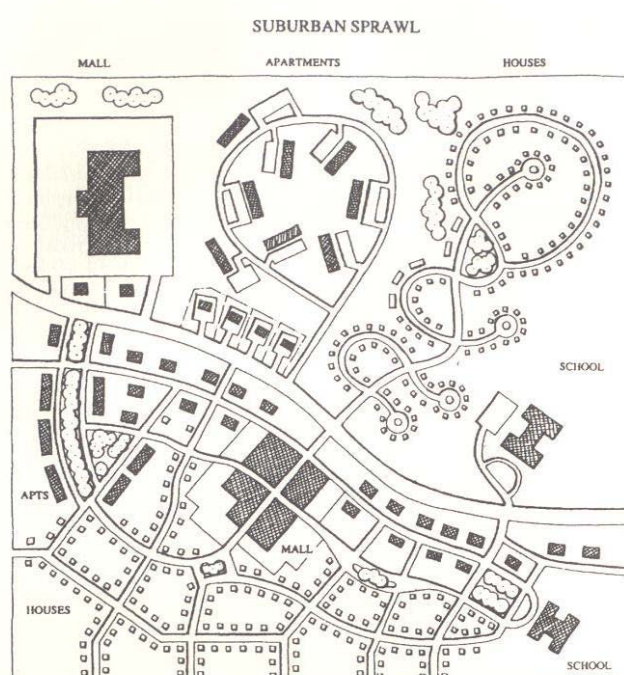 SUBURBAN SPRAWL
MALL APARTMENTS HOUSES
SCHOOL
APTS
MALL
HOUSES
SCHOOL